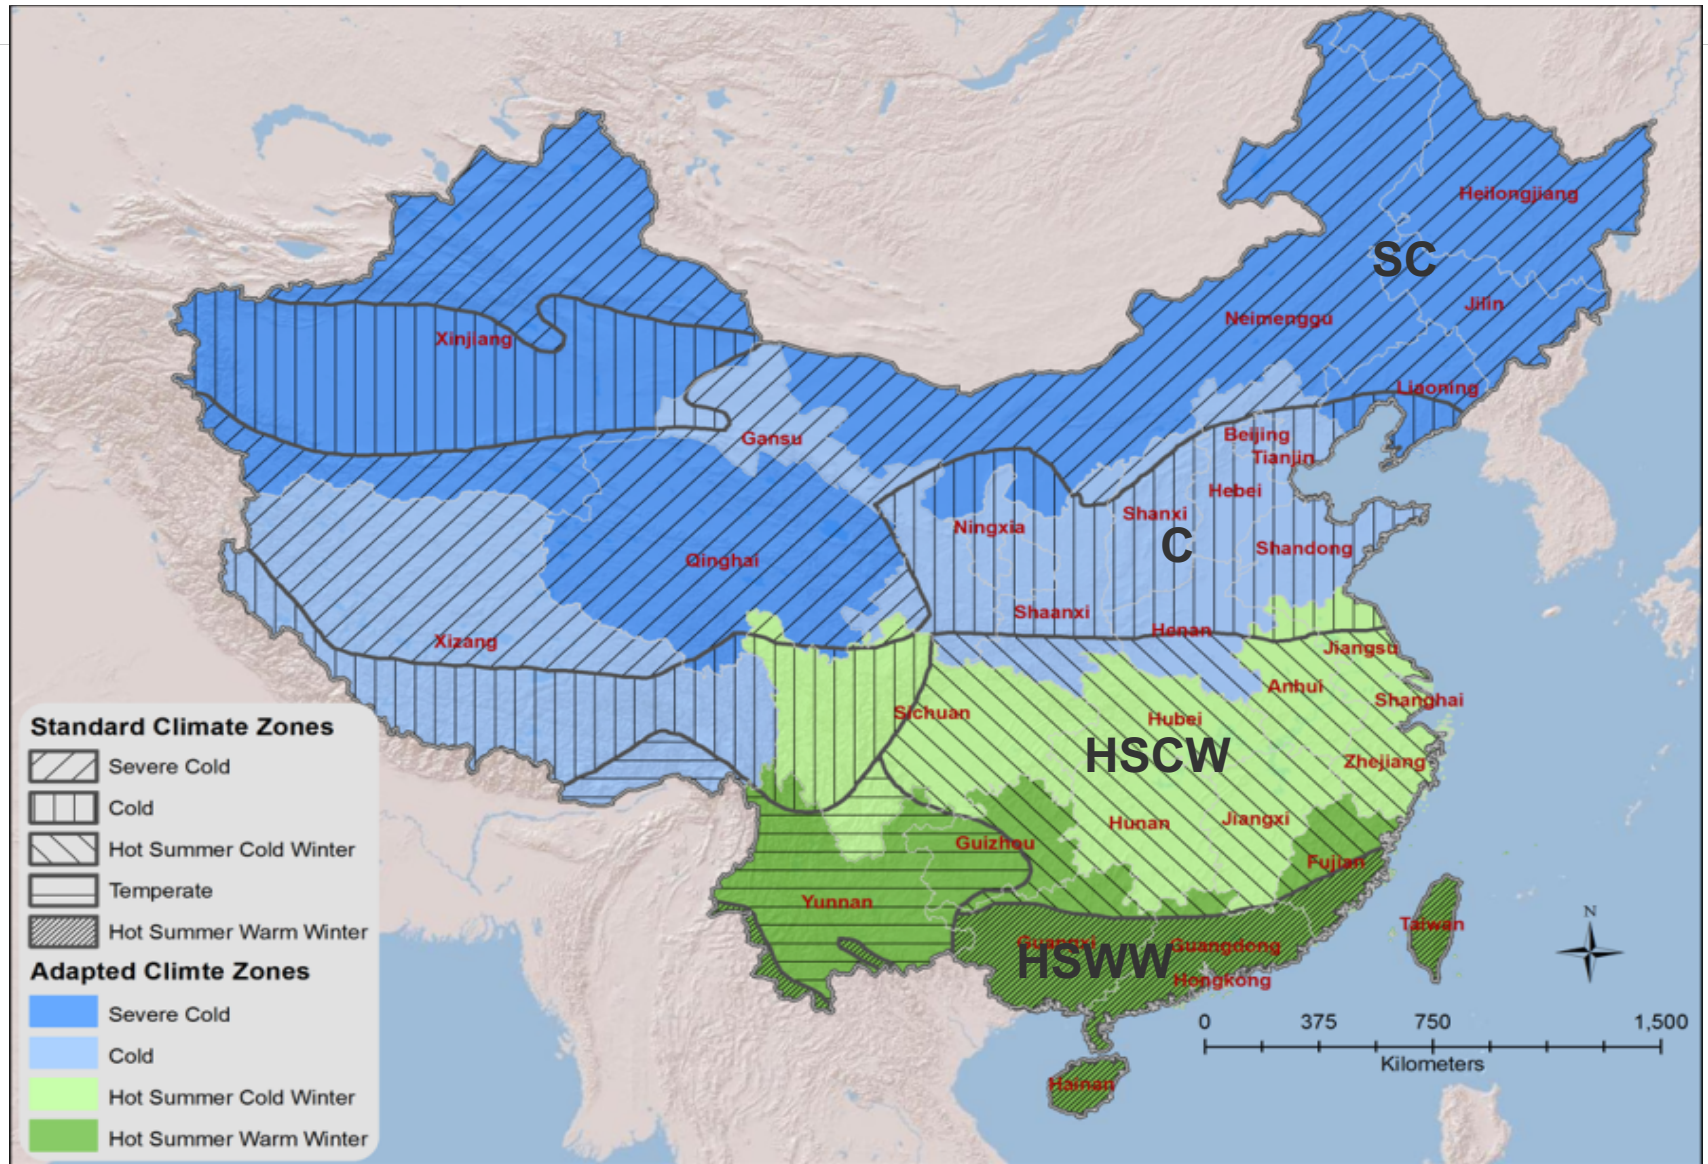 Heilongjiang
SC
Jilin
Neimenggu
Xinjiang
Liaoning
Gansu
Beijing
Tianjin
Hebei
Shanxi
Ningxia
C
Shandong
Qinghai
Shaanxi
Henan
Xizang
Jiangsu
Anhui
Shanghai
Sichuan
Hubei
HSCW
Zhejiang
Hunan
Jiangxi
Guizhou
Fujian
Yunnan
Taiwan
Guangxi
Guangdong
HSWW
Hongkong
Hainan
Standard Climate Zones
Severe Cold
Cold
Hot Summer Cold Winter
Temperate
Hot Summer Warm Winter
Adapted Climte Zones
Severe Cold
Cold
Hot Summer Cold Winter
Hot Summer Warm Winter
N
0 375 750 1,500
Kilometers